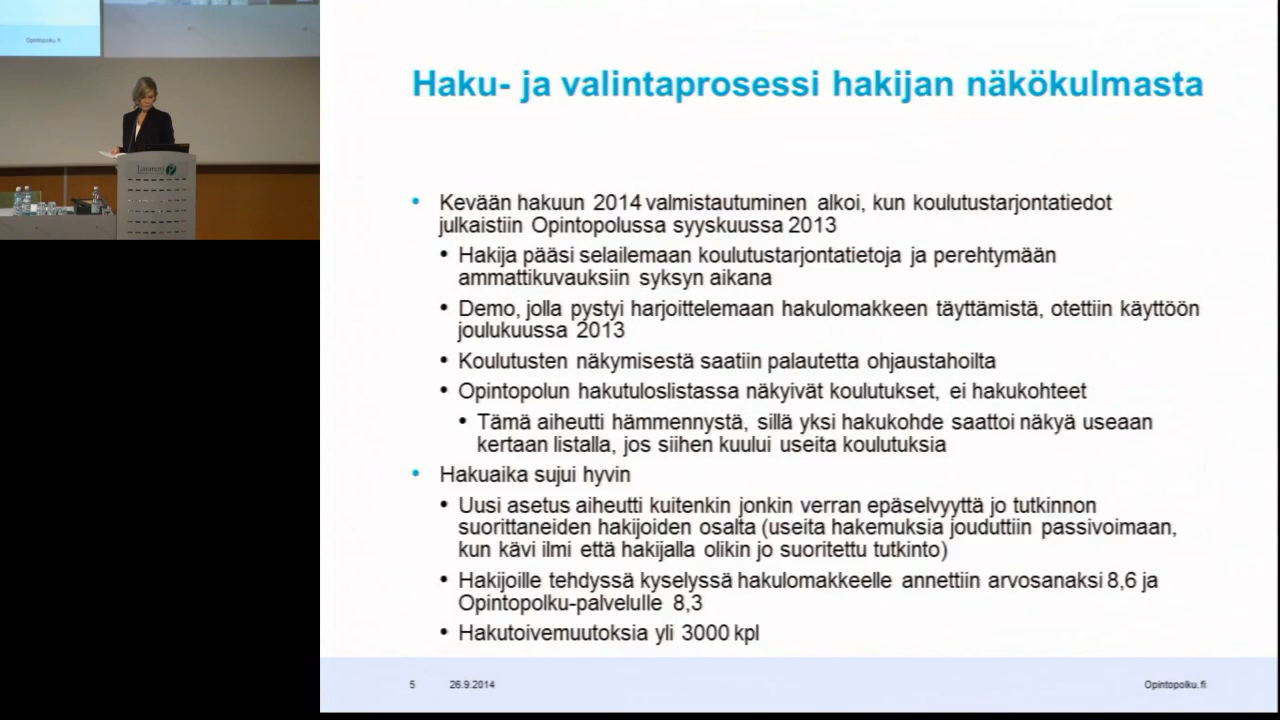 Opintopolku.fi
Haku- ja valintaprosessi hakijan näkökulmasta
• Kevään hakuun 2014 valmistautuminen alkoi, kun koulutustarjontatiedot
julkaistiin Opintopolussa syyskuussa 2013
• Hakija pääsi selailemaan koulutustarjontatietoja ja perehtymään
ammattikuvauksiin syksyn aikana
• Demo, jolla pystyi harjoittelemaan hakulomakkeen täyttämistä, otettiin käyttöön
joulukuussa 2013
• Koulutusten näkymisestä saatiin palautetta ohjaustahoilta
• Opintopolun hakutuloslistassa näkyivät koulutukset, ei hakukohteet
• Tämä aiheutti hämmennystä, sillä yksi hakukohde saattoi näkyä useaan
kertaan listalla, jos siihen kuului useita koulutuksia
• Hakuaika sujui hyvin
• Uusi asetus aiheutti kuitenkin jonkin verran epäselvyyttä jo tutkinnon
suorittaneiden hakijoiden osalta (useita hakemuksia jouduttiin passivoimaan,
kun kävi ilmi että hakijalla olikin jo suoritettu tutkinto)
• Hakijoille tehdyssä kyselyssä hakulomakkeelle annettiin arvosanaksi 8,6 ja
Opintopolku-palvelulle 8,3
• Hakutoivemuutoksia yli 3000 kpl
5 26.9.2014 Opintopolku.fi